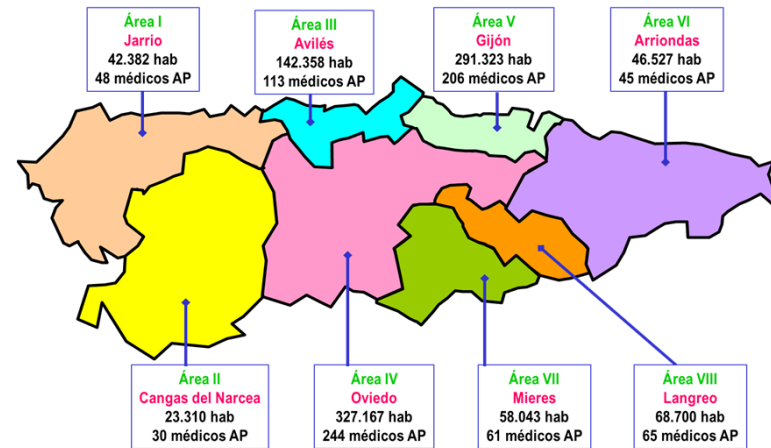 Área I
Jarrio
42.382 hab
48 médicos AP
Área III
Avilés
142.358 hab
113 médicos AP
Área V
Gijón
291.323 hab
206 médicos AP
Área VI
Arriondas
46.527 hab
45 médicos AP
Área II
Cangas del Narcea
23.310 hab
30 médicos AP
Área IV
Oviedo
327.167 hab
244 médicos AP
Área VII
Mieres
58.043 hab
61 médicos AP
Área VIII
Langreo
68.700 hab
65 médicos AP